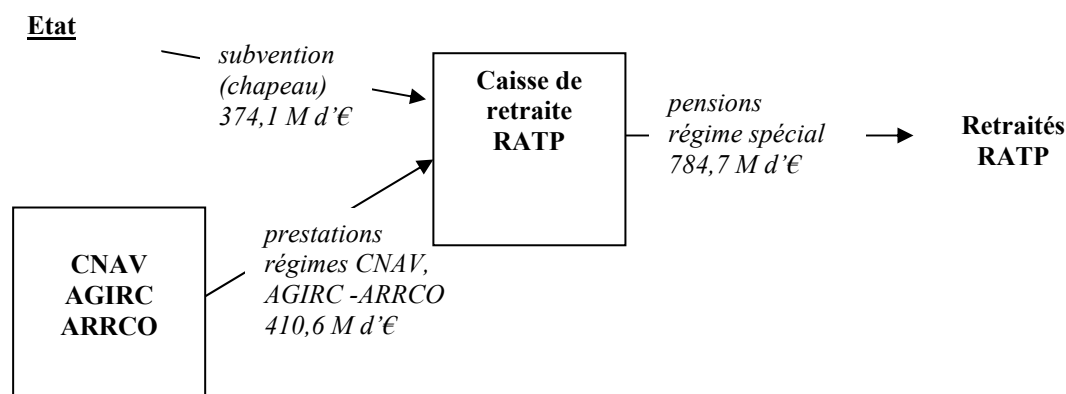 Etat
subvention
(chapeau)
374,1 M d'€
Caisse de
retraite
RATP
pensions
régime spécial
784,7 M d'€
Retraités
RATP
CNAV
AGIRC
ARRCO
prestations
régimes CNAV,
AGIRC -ARRCO
410,6 M d'€